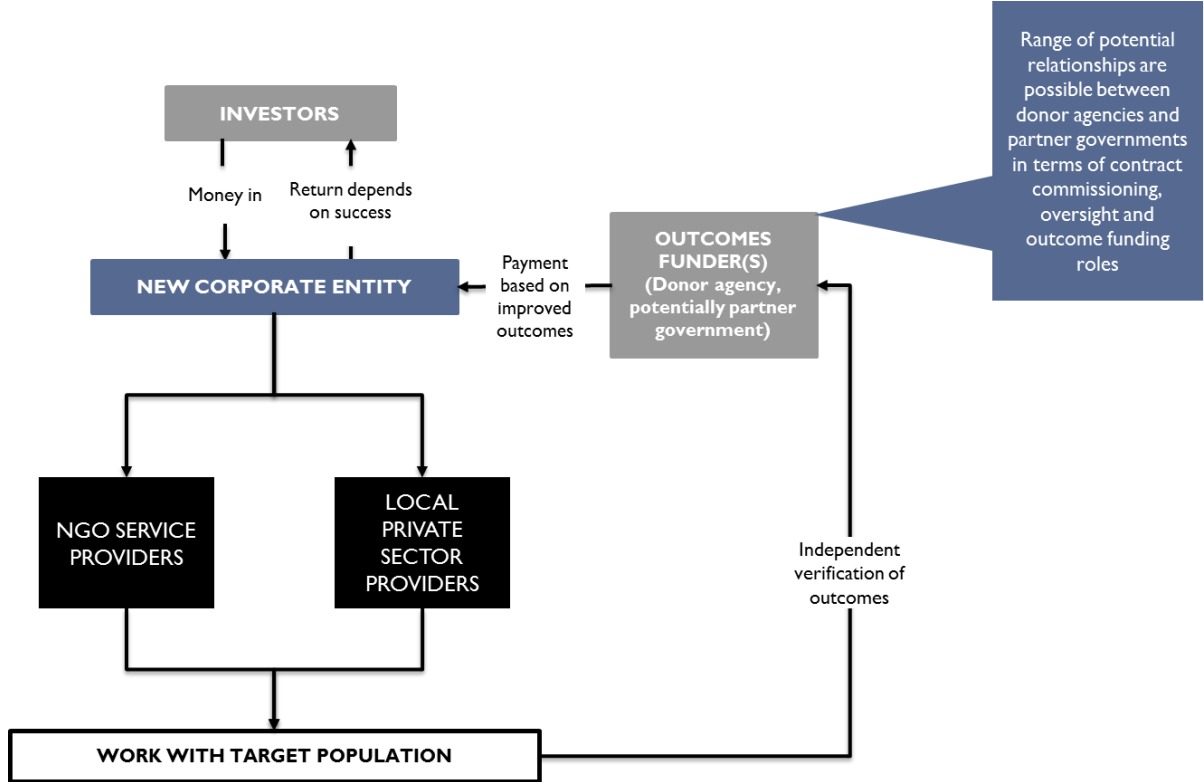 INVESTORS
Money in
Return depends
on success
NEW CORPORATE ENTITY
Payment
based on
improved
outcomes
OUTCOMES
FUNDER(S)
(Donor agency,
potentially partner
government)
Range of potential
relationships are
possible between
donor agencies and
partner governments
in terms of contract
commissioning,
oversight and
outcome funding
roles
NGO SERVICE
PROVIDERS
LOCAL
PRIVATE
SECTOR
PROVIDERS
Independent
verification of
outcomes
WORK WITH TARGET POPULATION